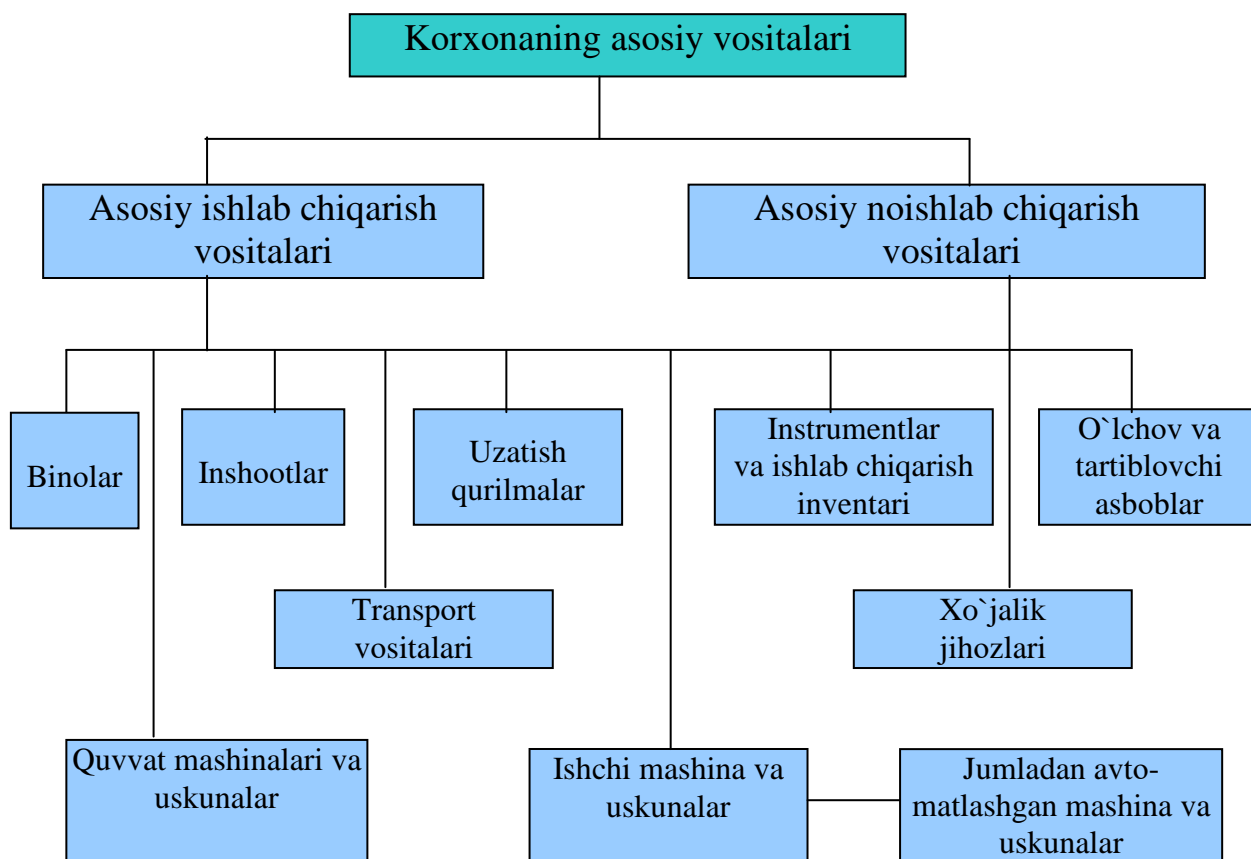 Korxonaning asosiy vositalari
Asosiy ishlab chiqarish
vositalari
Asosiy noishlab chiqarish
vositalari
Binolar
Inshootlar
Uzatish
qurilmalar
Instrumentlar
va ishlab chiqarish
inventari
O`lchov va
tartiblovchi
asboblar
Transport
vositalari
Xo`jalik
jihozlari
Quvvat mashinalari va
uskunalar
Ishchi mashina va
uskunalar
Jumladan avto-
matlashgan mashina va
uskunalar